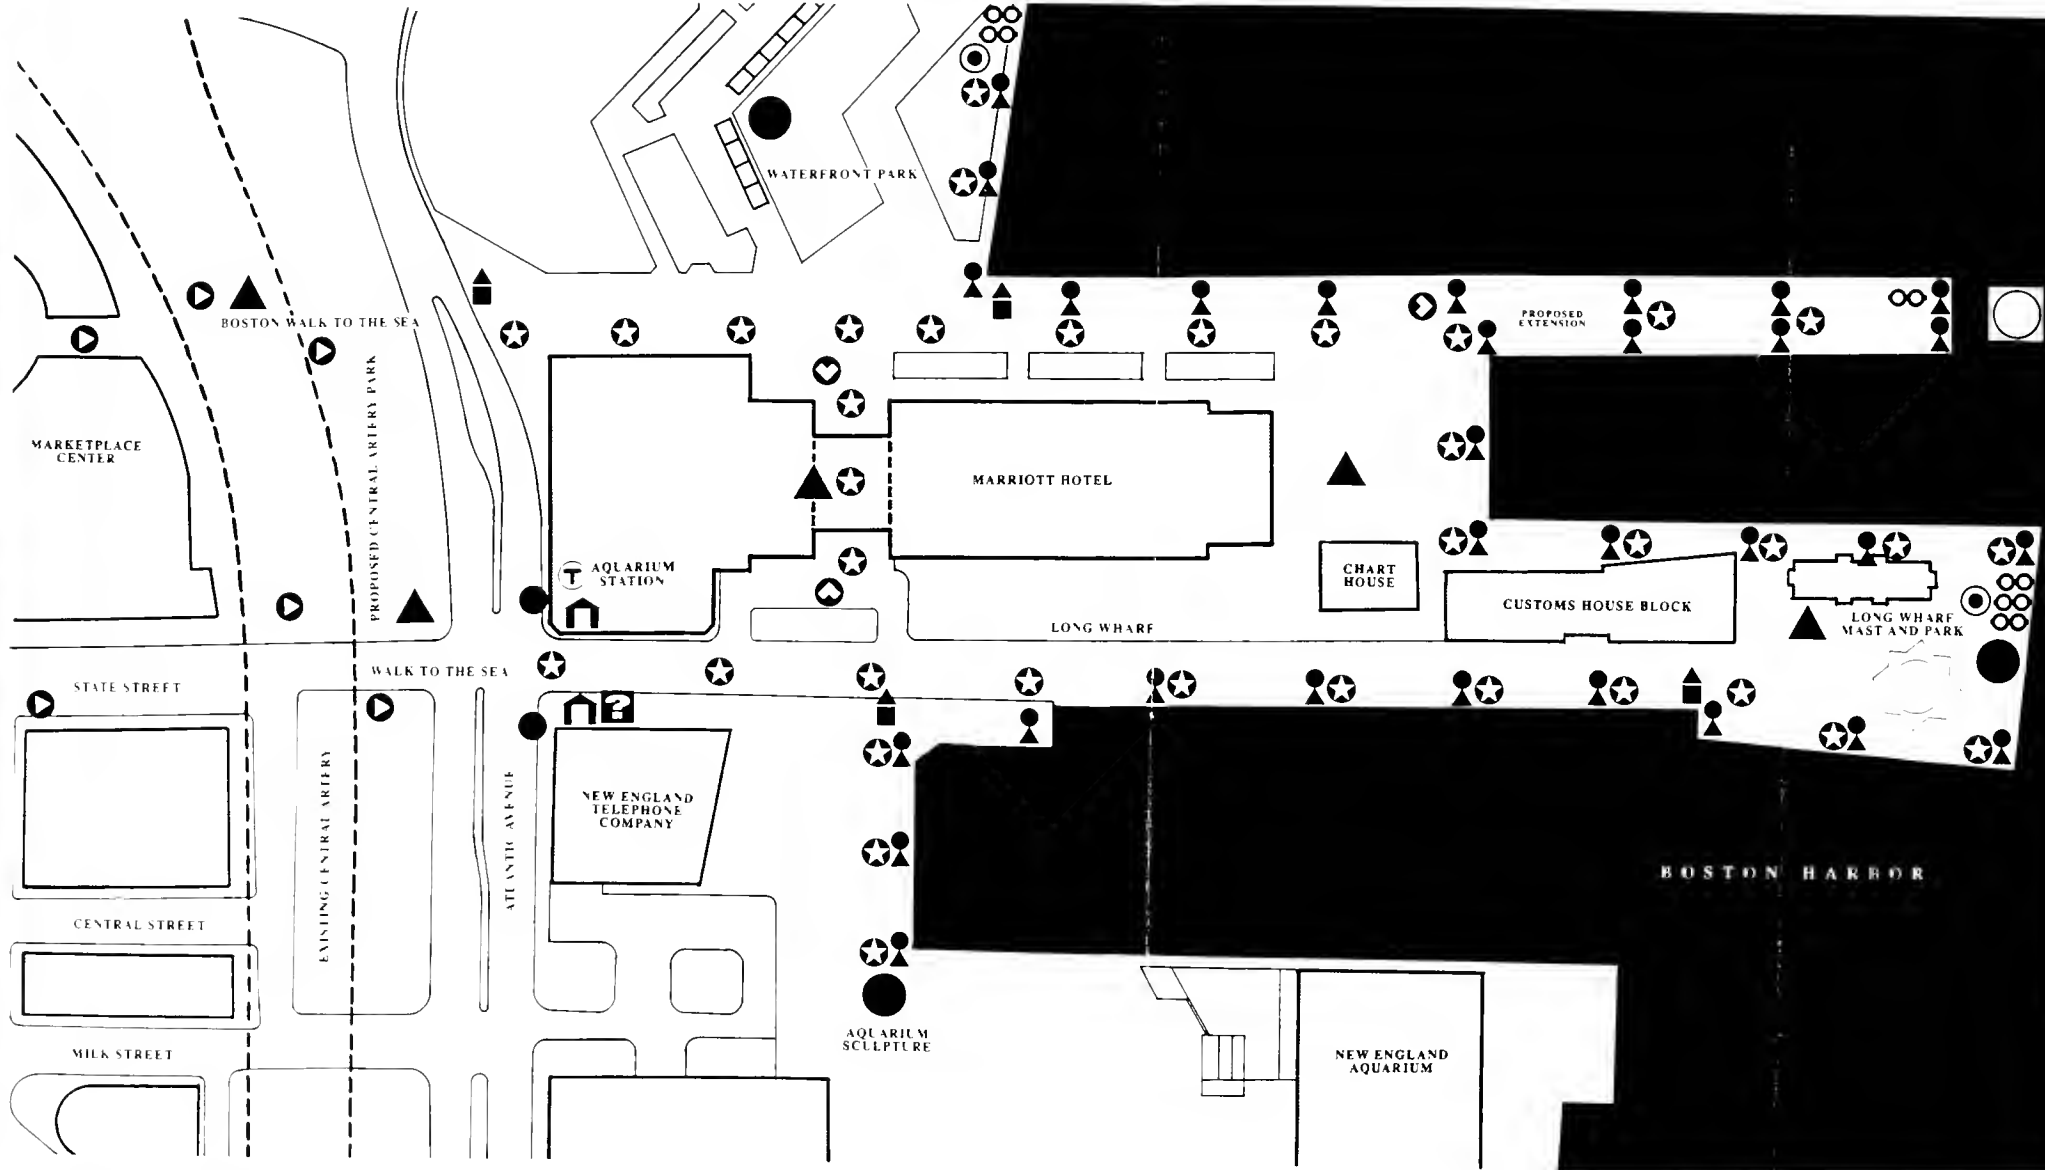 WATERFRONT PARK
BOSTON WALK TO THE SEA
PROPOSED
EXTENSION
PROPOSED CENTRAL ARTERY PARK
MARKETPLACE
CENTER
MARRIOTT HOTEL
T
AQUARIUM
STATION
CHART
HOUSE
CUSTOMS HOUSE BLOCK
LONG WHARF
MAST AND PARK
LONG WHARF
WALK TO THE SEA
STATE STREET
?
EXISTING CENTRAL ARTERY
ATLANTIC AVENUE
NEW ENGLAND
TELEPHONE
COMPANY
BOSTON HARBOR
CENTRAL STREET
AQUARIUM
SCULPTURE
MILK STREET
NEW ENGLAND
AQUARIUM